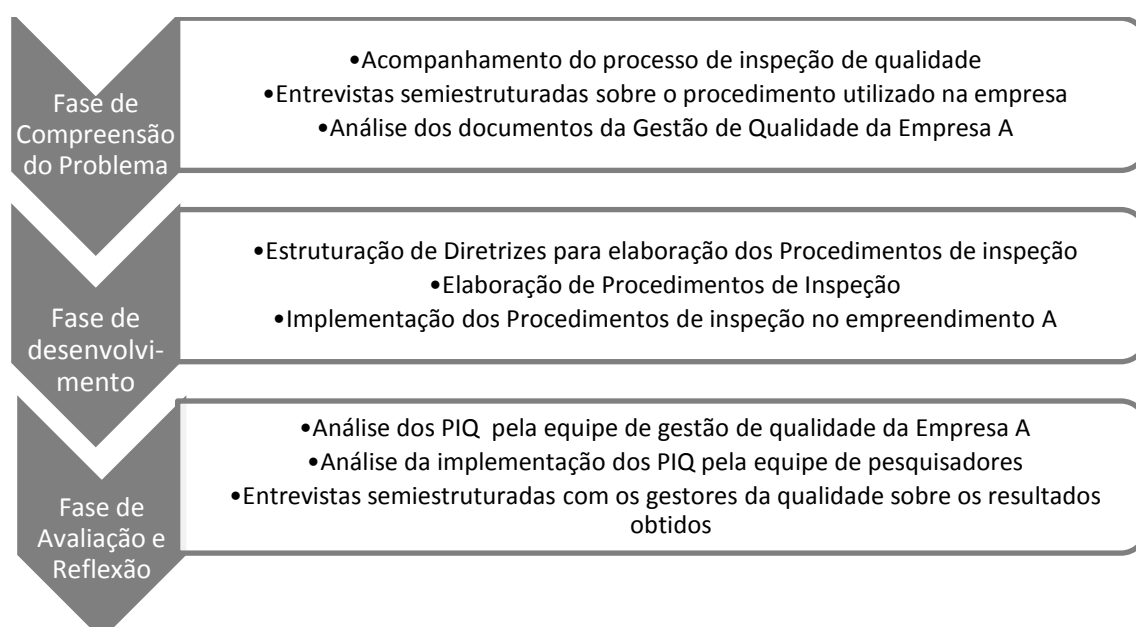 Fase de
Compreensão
do Problema
•Acompanhamento do processo de inspeção de qualidade
•Entrevistas semiestruturadas sobre o procedimento utilizado na empresa
•Análise dos documentos da Gestão de Qualidade da Empresa A
Fase de
desenvolvi-
mento
•Estruturação de Diretrizes para elaboração dos Procedimentos de inspeção
•Elaboração de Procedimentos de Inspeção
•Implementação dos Procedimentos de inspeção no empreendimento A
Fase de
Avaliação e
Reflexão
•Análise dos PIQ pela equipe de gestão de qualidade da Empresa A
•Análise da implementação dos PIQ pela equipe de pesquisadores
•Entrevistas semiestruturadas com os gestores da qualidade sobre os resultados
obtidos